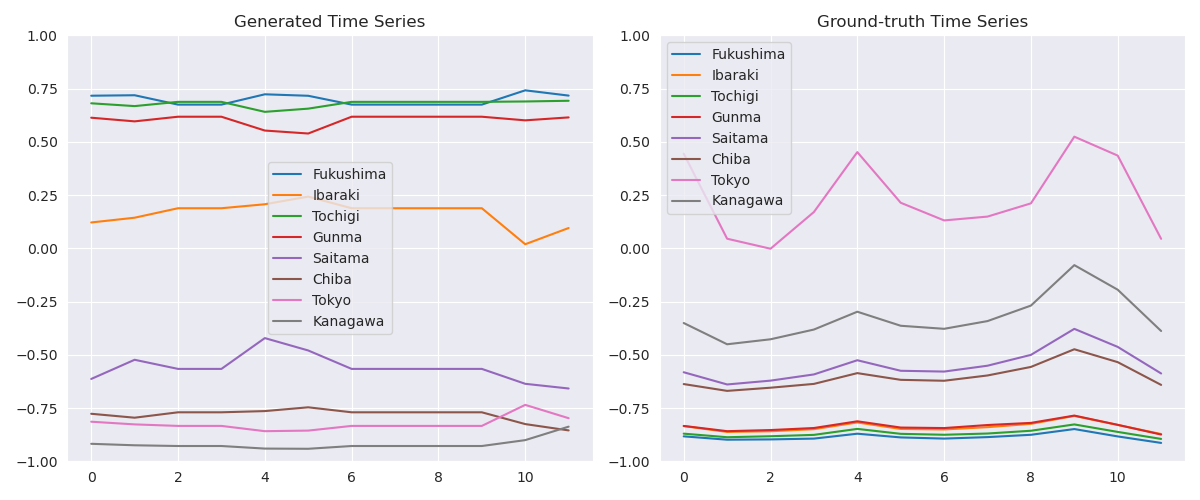 Generated Time Series
1.00
0.75
0.50
0.25
0.00
−0.25
−0.50
−0.75
−1.00
0 2 4 6 8 10
Fukushima
Ibaraki
Tochigi
Gunma
Saitama
Chiba
Tokyo
Kanagawa
Ground-truth Time Series
1.00
0.75
0.50
0.25
0.00
−0.25
−0.50
−0.75
−1.00
0 2 4 6 8 10
Fukushima
Ibaraki
Tochigi
Gunma
Saitama
Chiba
Tokyo
Kanagawa